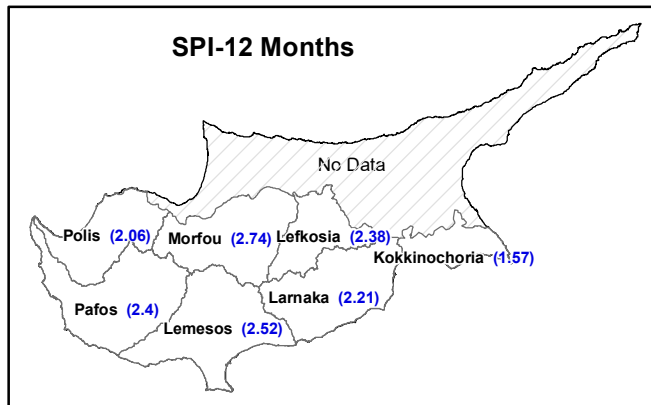 SPI-12 Months
No Data
Polis (2.06)
Morfou (2.74)
Lefkosia (2.38)
Kokkinochoria (1.57)
Pafos (2.4)
Lemesos (2.52)
Larnaka (2.21)